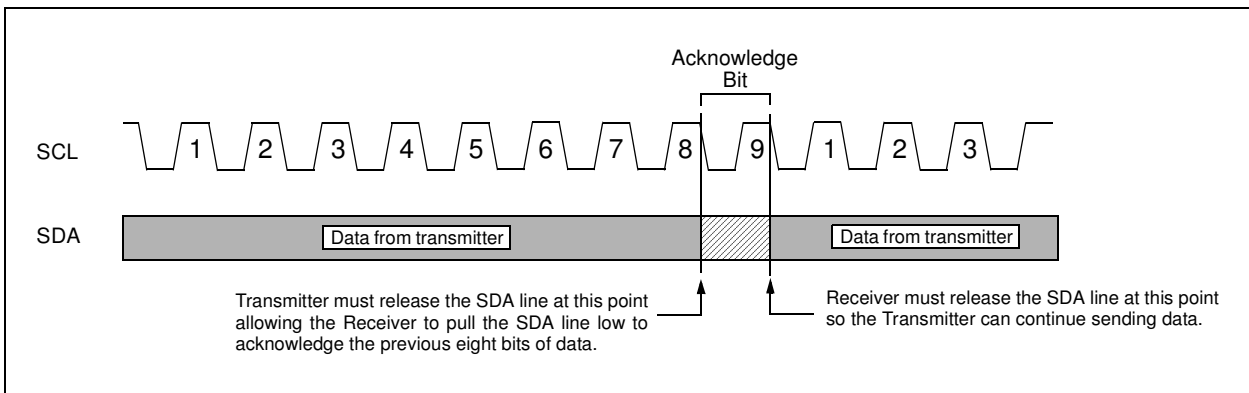 Acknowledge
Bit
SCL
1 2 3 4 5 6 7 8 9 1 2 3
SDA
Data from transmitter
Data from transmitter
Transmitter must release the SDA line at this point
allowing the Receiver to pull the SDA line low to
acknowledge the previous eight bits of data.
Receiver must release the SDA line at this point
so the Transmitter can continue sending data.